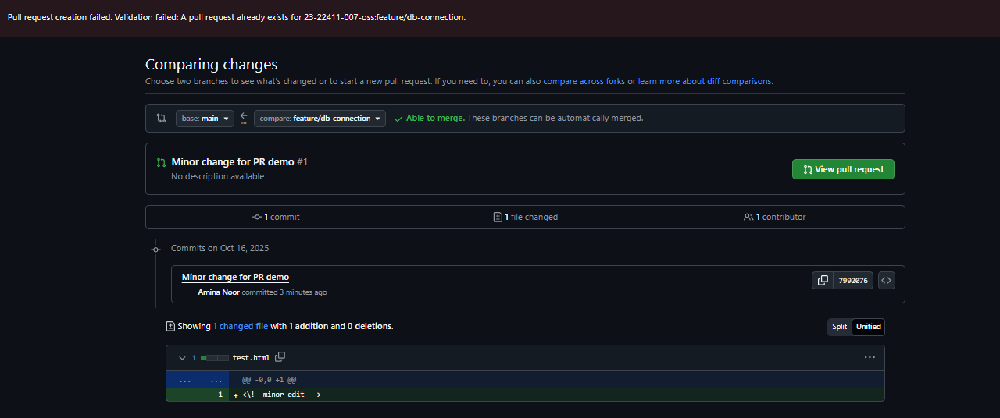 Pull request creation failed. Validation failed: A pull request already exists for 23-22411-007-oss:feature/db-connection.
Comparing changes
Choose two branches to see what's changed or to start a new pull request. If you need to, you can also compare across forks or learn more about diff comparisons.
base: main
...
compare: feature/db-connection
Able to merge. These branches can be automatically merged.
Minor change for PR demo #1
No description available
View pull request
1 commit
1 file changed
1 contributor
Commits on Oct 16, 2025
Minor change for PR demo
Amina Noor committed 3 minutes ago
7992076
Showing 1 changed file with 1 addition and 0 deletions.
Split
Unified
1
test.html
...
... ... @@ -0,0 +1 @@
1 + <\!--minor edit -->